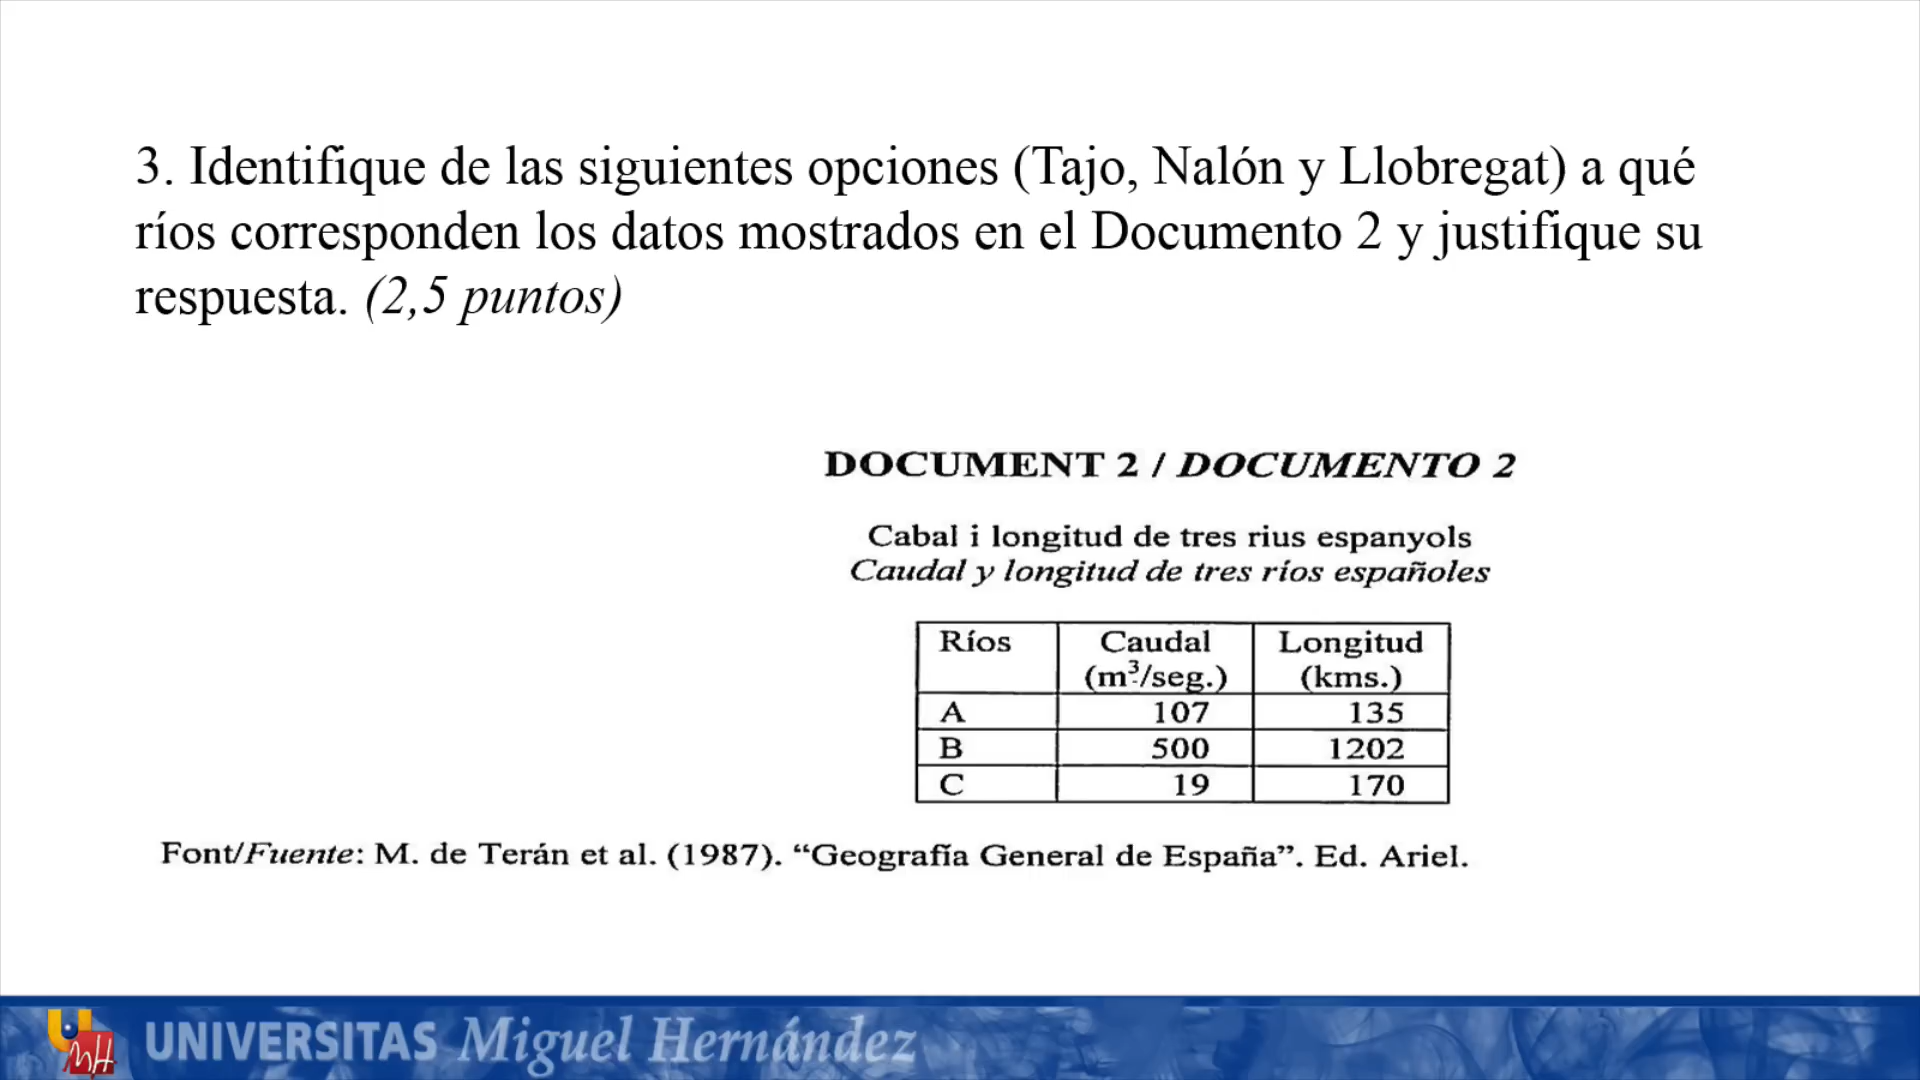 3. Identifique de las siguientes opciones (Tajo, Nalón y Llobregat) a qué
ríos corresponden los datos mostrados en el Documento 2 y justifique su
respuesta. (2,5 puntos)
DOCUMENT 2 / DOCUMENTO 2
Cabal i longitud de tres rius espanyols
Caudal y longitud de tres ríos españoles
Ríos Caudal Longitud
(m³/seg.) (kms.)
A 107 135
B 500 1202
C 19 170
Font/Fuente: M. de Terán et al. (1987). “Geografía General de España”. Ed. Ariel.
UNIVERSITAS Miguel Hernández